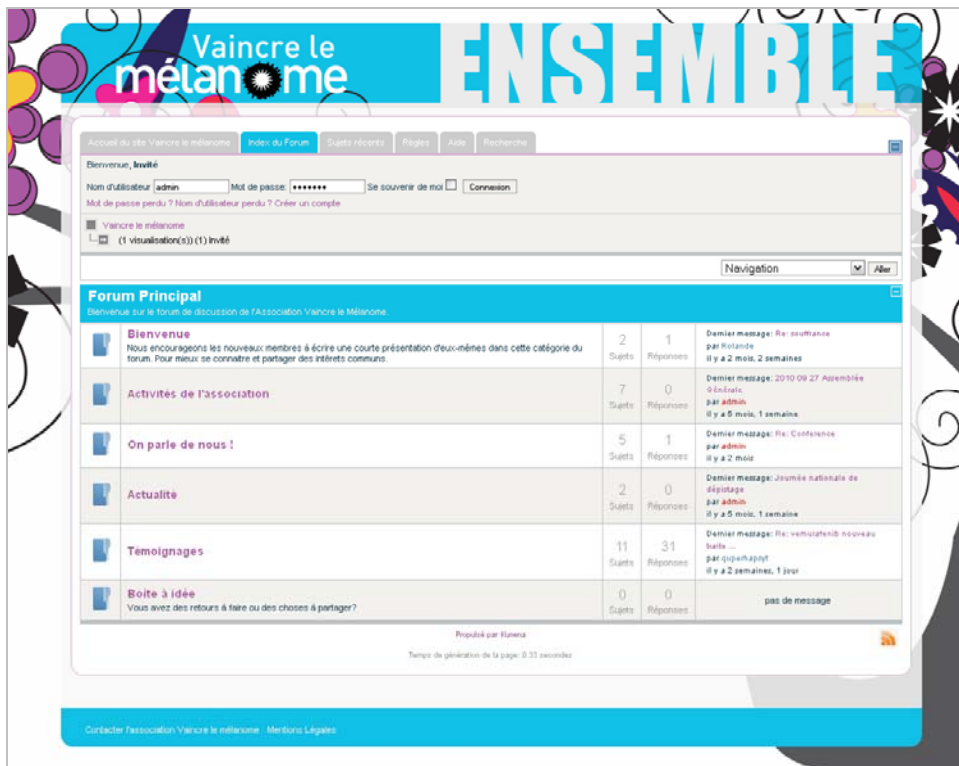 Vaincre le
mélanome
ENSEMBLE
Accueil du site Vaincre le mélanome Index du Forum Sujets récents Règles Aide Recherche
Bienvenue, Invité
Nom d'utilisateur admin Mot de passe: ••••••• Se souvenir de moi Connexion
Mot de passe perdu ? Nom d'utilisateur perdu ? Créer un compte
Vaincre le mélanome
(1 visualisation(s)) (1) Invité
Navigation Aller
Forum Principal
Bienvenue sur le forum de discussion de l'Association Vaincre le Mélanome.
Bienvenue
Nous encourageons les nouveaux membres à écrire une courte présentation d'eux-mêmes dans cette catégorie du
forum. Pour mieux se connaitre et partager des intérets communs.
2
Sujets
1
Réponses
Dernier message: Re: souffrance
par Rolande
il y a 2 mois, 2 semaines
Activités de l'association
7
Sujets
0
Réponses
Dernier message: 2010 09 27 Assemblée
Générale.
par admin
il y a 5 mois, 1 semaine
On parle de nous !
5
Sujets
1
Réponses
Dernier message: Re: Conference
par admin
il y a 2 mois
Actualité
2
Sujets
0
Réponses
Dernier message: Journée nationale de
dépistage
par admin
il y a 5 mois, 1 semaine
Témoignages
11
Sujets
31
Réponses
Dernier message: Re: vemurafenib nouveau
...
par
il y a 2 semaines, 1 jour
Boite à idée
Vous avez des retours à faire ou des choses à partager?
0
Sujets
0
Réponses
pas de message
Propulsé par Kunena
Temps de génération de la page: 0.33 secondes
Contacter l'association Vaincre le mélanome Mentions Légales